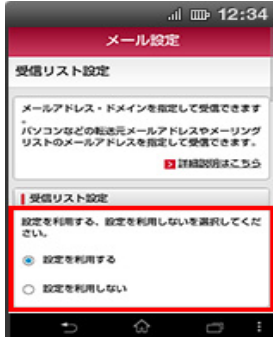 12:34
メール設定
受信リスト設定
メールアドレス・ドメインを指定して受信できます
。
パソコンなどの転送元メールアドレスやメーリング
リストのメールアドレスを指定して受信できます。
詳細説明はこちら
受信リスト設定
設定を利用する、設定を利用しないを選択してくだ
さい。
設定を利用する
設定を利用しない